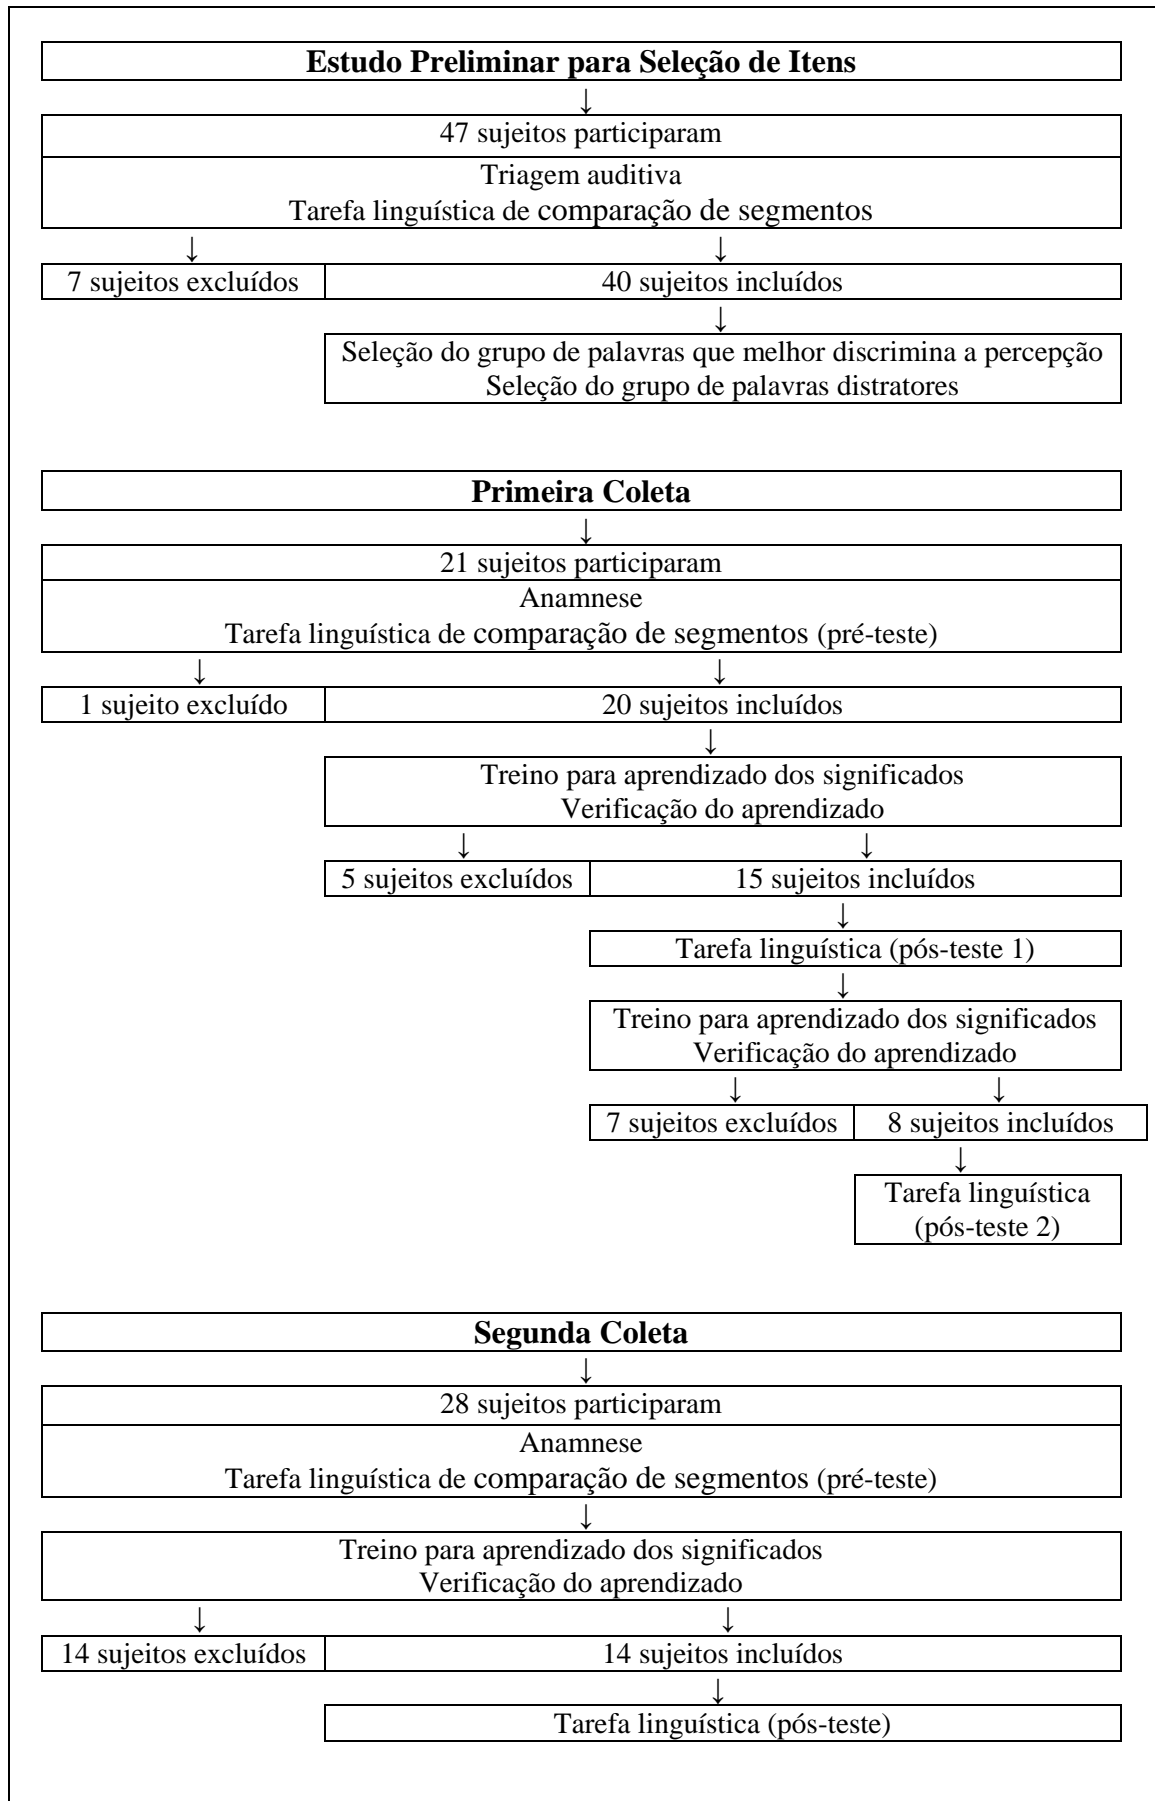 Estudo Preliminar para Seleção de Itens
↓
47 sujeitos participaram
Triagem auditiva
Tarefa linguística de comparação de segmentos
↓ ↓
7 sujeitos excluídos 40 sujeitos incluídos
↓
Seleção do grupo de palavras que melhor discrimina a percepção
Seleção do grupo de palavras distratores
Primeira Coleta
↓
21 sujeitos participaram
Anamnese
Tarefa linguística de comparação de segmentos (pré-teste)
↓ ↓
1 sujeito excluído 20 sujeitos incluídos
↓
Treino para aprendizado dos significados
Verificação do aprendizado
↓ ↓
5 sujeitos excluídos 15 sujeitos incluídos
↓
Tarefa linguística (pós-teste 1)
↓
Treino para aprendizado dos significados
Verificação do aprendizado
↓ ↓
7 sujeitos excluídos 8 sujeitos incluídos
↓
Tarefa linguística
(pós-teste 2)
Segunda Coleta
↓
28 sujeitos participaram
Anamnese
Tarefa linguística de comparação de segmentos (pré-teste)
↓
Treino para aprendizado dos significados
Verificação do aprendizado
↓ ↓
14 sujeitos excluídos 14 sujeitos incluídos
↓
Tarefa linguística (pós-teste)